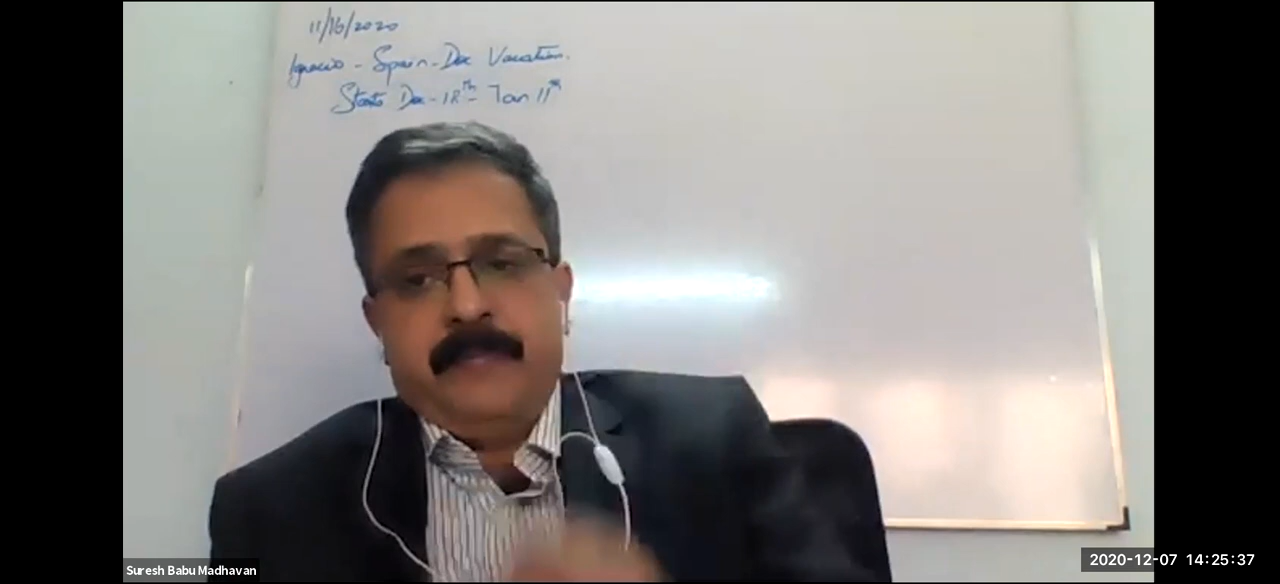 11/16/2020
Ignacio - Spain - Dec Vacation.
Starts Dec - 18th - Jan 11th
Suresh Babu Madhavan
2020-12-07 14:25:37